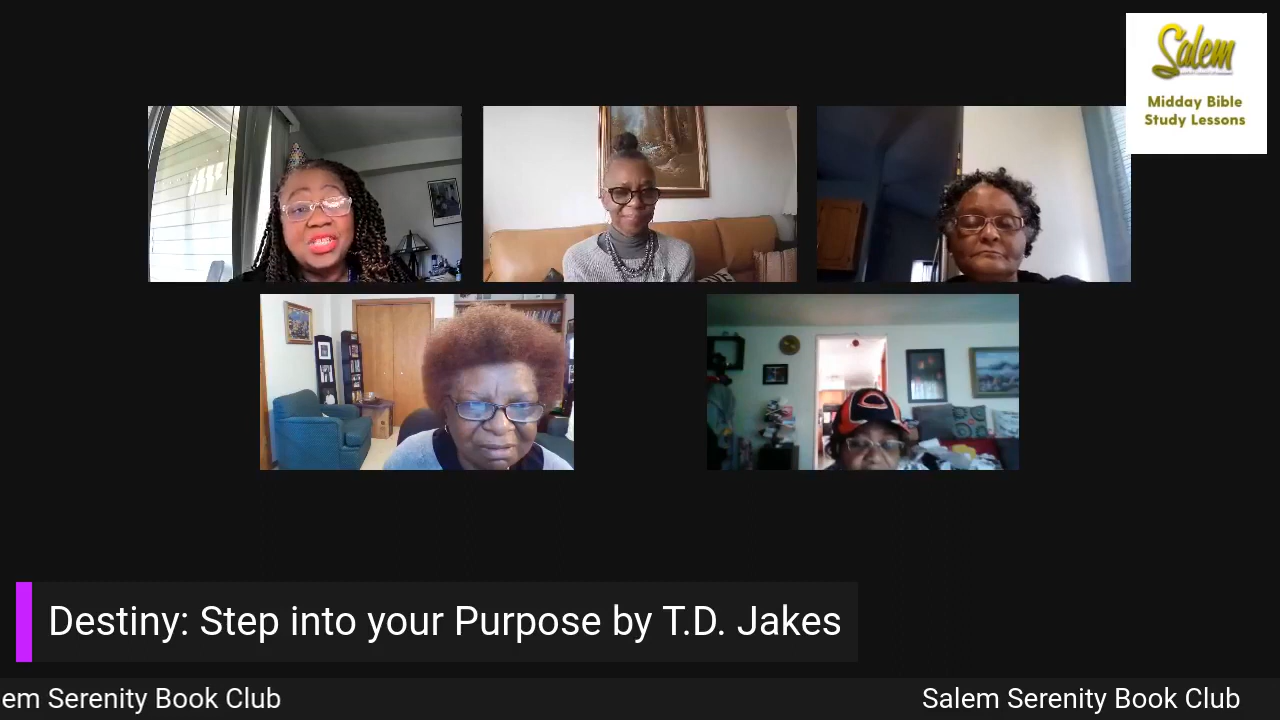 Salem
Midday Bible
Study Lessons
Destiny: Step into your Purpose by T.D. Jakes
em Serenity Book Club
Salem Serenity Book Club